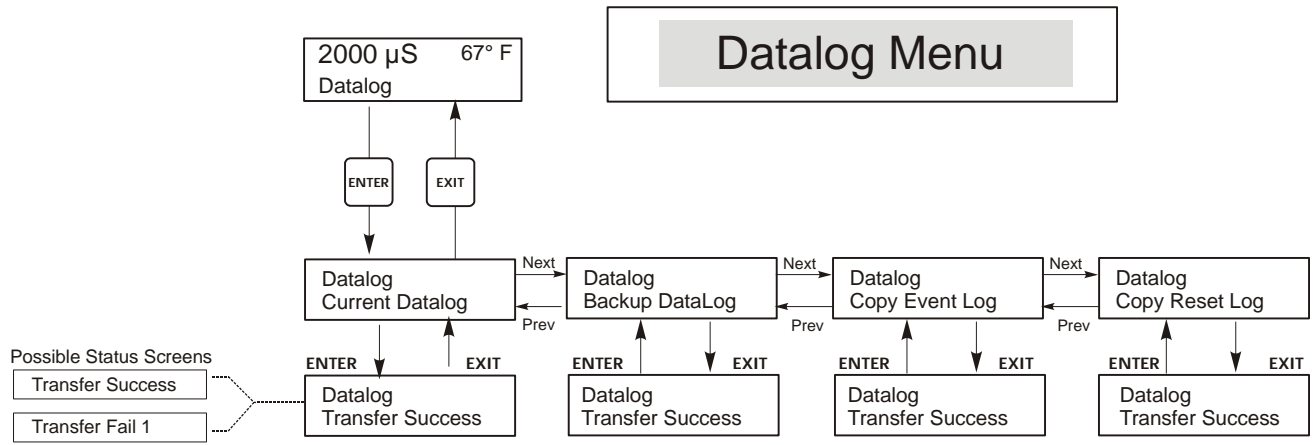 Datalog Menu
2000 µS 67° F
Datalog
ENTER EXIT
Datalog
Current Datalog
Next
Prev
Datalog
Backup DataLog
Next
Prev
Datalog
Copy Event Log
Next
Prev
Datalog
Copy Reset Log
Possible Status Screens
Transfer Success
Transfer Fail 1
ENTER EXIT
Datalog
Transfer Success
ENTER EXIT
Datalog
Transfer Success
ENTER EXIT
Datalog
Transfer Success
ENTER EXIT
Datalog
Transfer Success